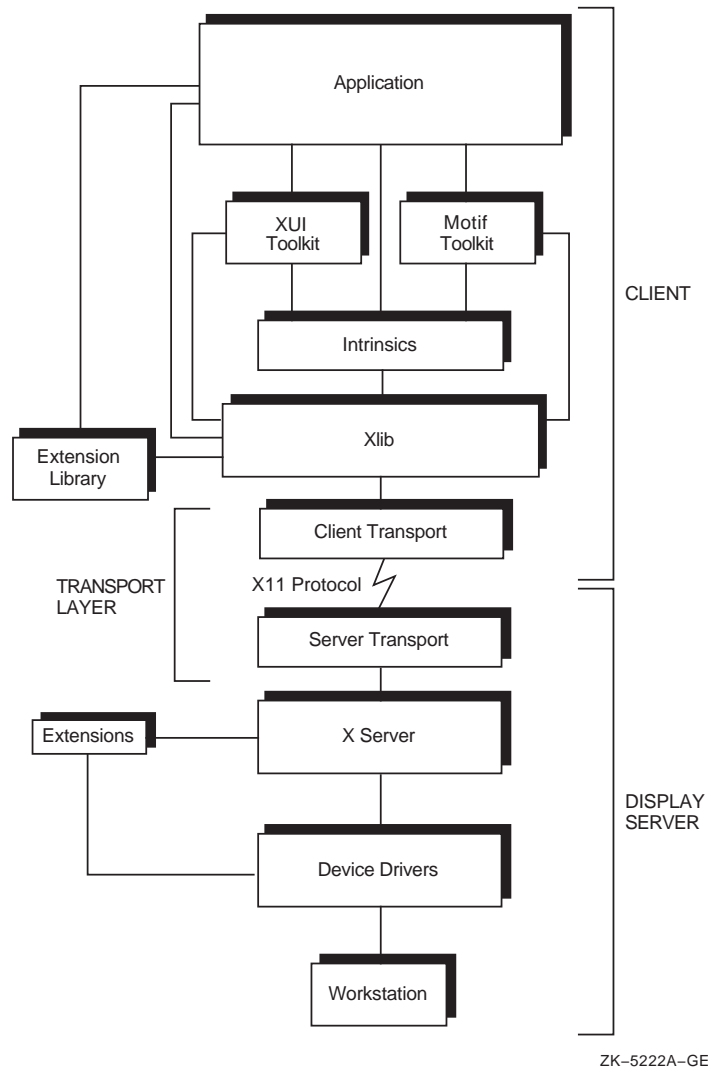 Application
XUI
Toolkit
Motif
Toolkit
CLIENT
Intrinsics
Xlib
Extension
Library
Client Transport
TRANSPORT
LAYER
X11 Protocol
Server Transport
Extensions
X Server
DISPLAY
SERVER
Device Drivers
Workstation
ZK–5222A–GE